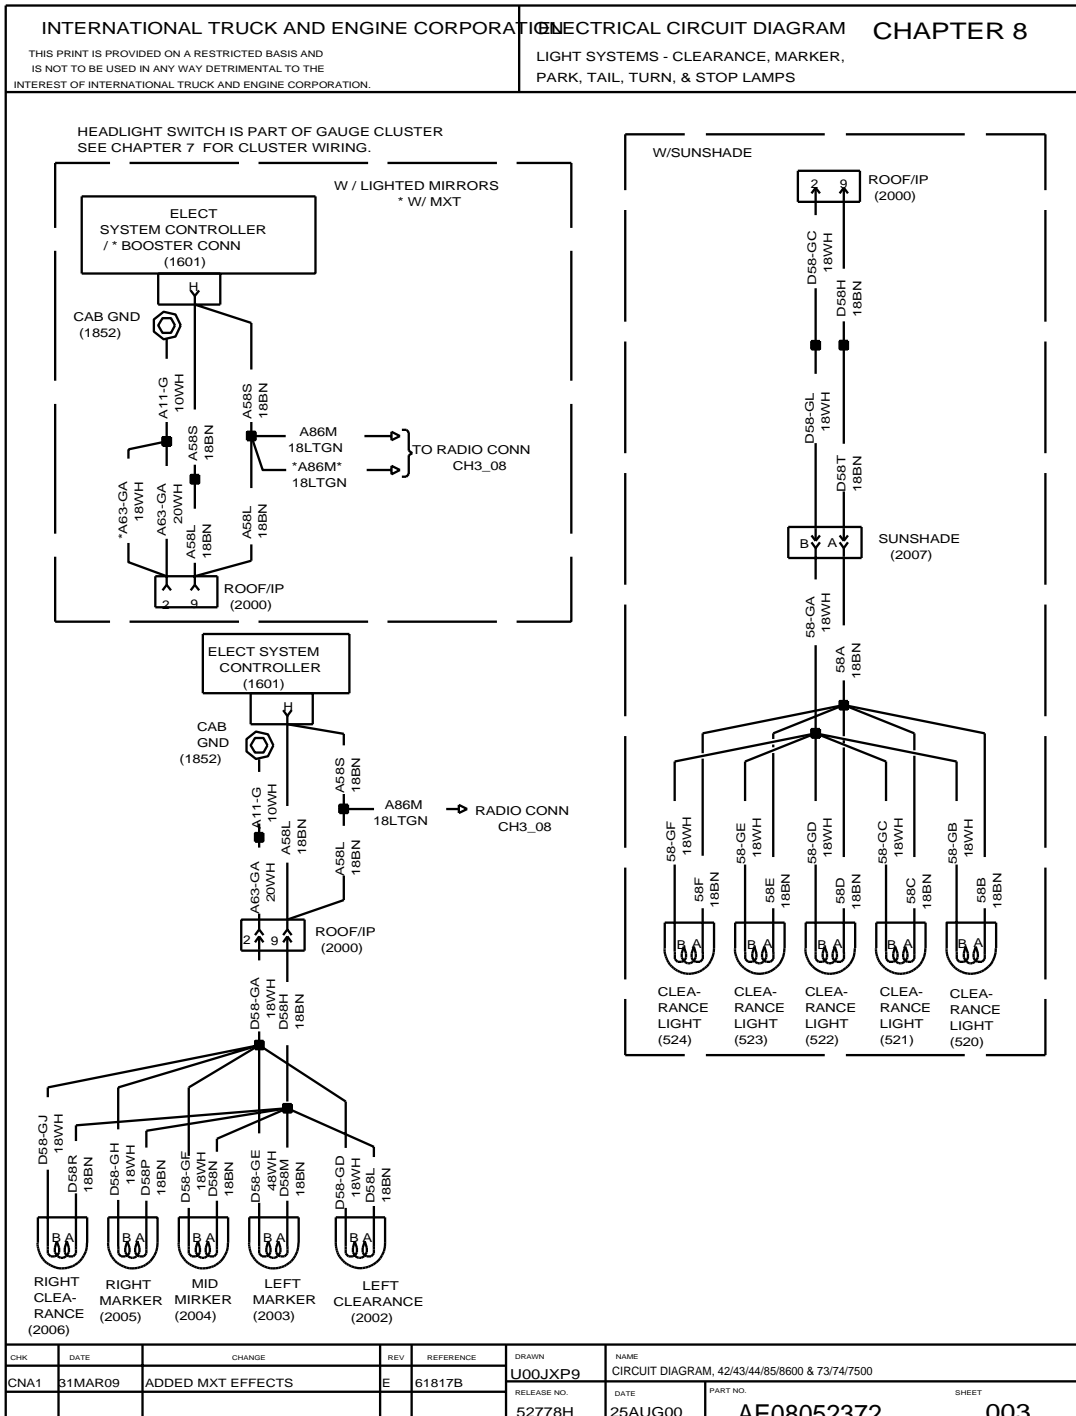 INTERNATIONAL TRUCK AND ENGINE CORPORATION
THIS PRINT IS PROVIDED ON A RESTRICTED BASIS AND
IS NOT TO BE USED IN ANY WAY DETRIMENTAL TO THE
INTEREST OF INTERNATIONAL TRUCK AND ENGINE CORPORATION.
ELECTRICAL CIRCUIT DIAGRAM
LIGHT SYSTEMS - CLEARANCE, MARKER,
PARK, TAIL, TURN, & STOP LAMPS
CHAPTER 8
HEADLIGHT SWITCH IS PART OF GAUGE CLUSTER
SEE CHAPTER 7 FOR CLUSTER WIRING.
W / LIGHTED MIRRORS
* W/ MXT
ELECT
SYSTEM CONTROLLER
/ * BOOSTER CONN
(1601)
H
CAB GND
(1852)
A11-G
10WH
A58S
18BN
A58S
18BN
A86M
18LTGN
*A86M*
18LTGN
TO RADIO CONN
CH3_08
*A63-GA
18WH
A63-GA
20WH
A58L
18BN
A58L
18BN
2 9
ROOF/IP
(2000)
ELECT SYSTEM
CONTROLLER
(1601)
H
CAB
GND
(1852)
A11-G
10WH
A58L
18BN
A58S
18BN
A86M
18LTGN
RADIO CONN
CH3_08
A63-GA
20WH
A58L
18BN
2 9
ROOF/IP
(2000)
D58-GA
18WH
D58H
18BN
D58-GJ
18WH
D58R
18BN
D58-GH
18WH
D58P
18BN
D58-GF
18WH
D58N
18BN
D58-GE
48WH
D58M
18BN
D58-GD
18WH
D58L
18BN
B A
B A
B A
B A
B A
RIGHT
CLEA-
RANCE
(2006)
RIGHT
MARKER
(2005)
MID
MIRKER
(2004)
LEFT
MARKER
(2003)
LEFT
CLEARANCE
(2002)
W/SUNSHADE
2 9
ROOF/IP
(2000)
D58-GC
18WH
D58H
18BN
D58-GL
18WH
D58T
18BN
B A
SUNSHADE
(2007)
58-GA
18WH
58A
18BN
58-GF
18WH
58F
18BN
58-GE
18WH
58E
18BN
58-GD
18WH
58D
18BN
58-GC
18WH
58C
18BN
58-GB
18WH
58B
18BN
B A
B A
B A
B A
B A
CLEA-
RANCE
LIGHT
(524)
CLEA-
RANCE
LIGHT
(523)
CLEA-
RANCE
LIGHT
(522)
CLEA-
RANCE
LIGHT
(521)
CLEA-
RANCE
LIGHT
(520)
CHK DATE CHANGE REV REFERENCE
CNA1 31MAR09 ADDED MXT EFFECTS E 61817B
DRAWN
U00JXP9
NAME
CIRCUIT DIAGRAM, 42/43/44/85/8600 & 73/74/7500
RELEASE NO.
52778H
DATE
25AUG00
PART NO.
AE08052372
SHEET
003